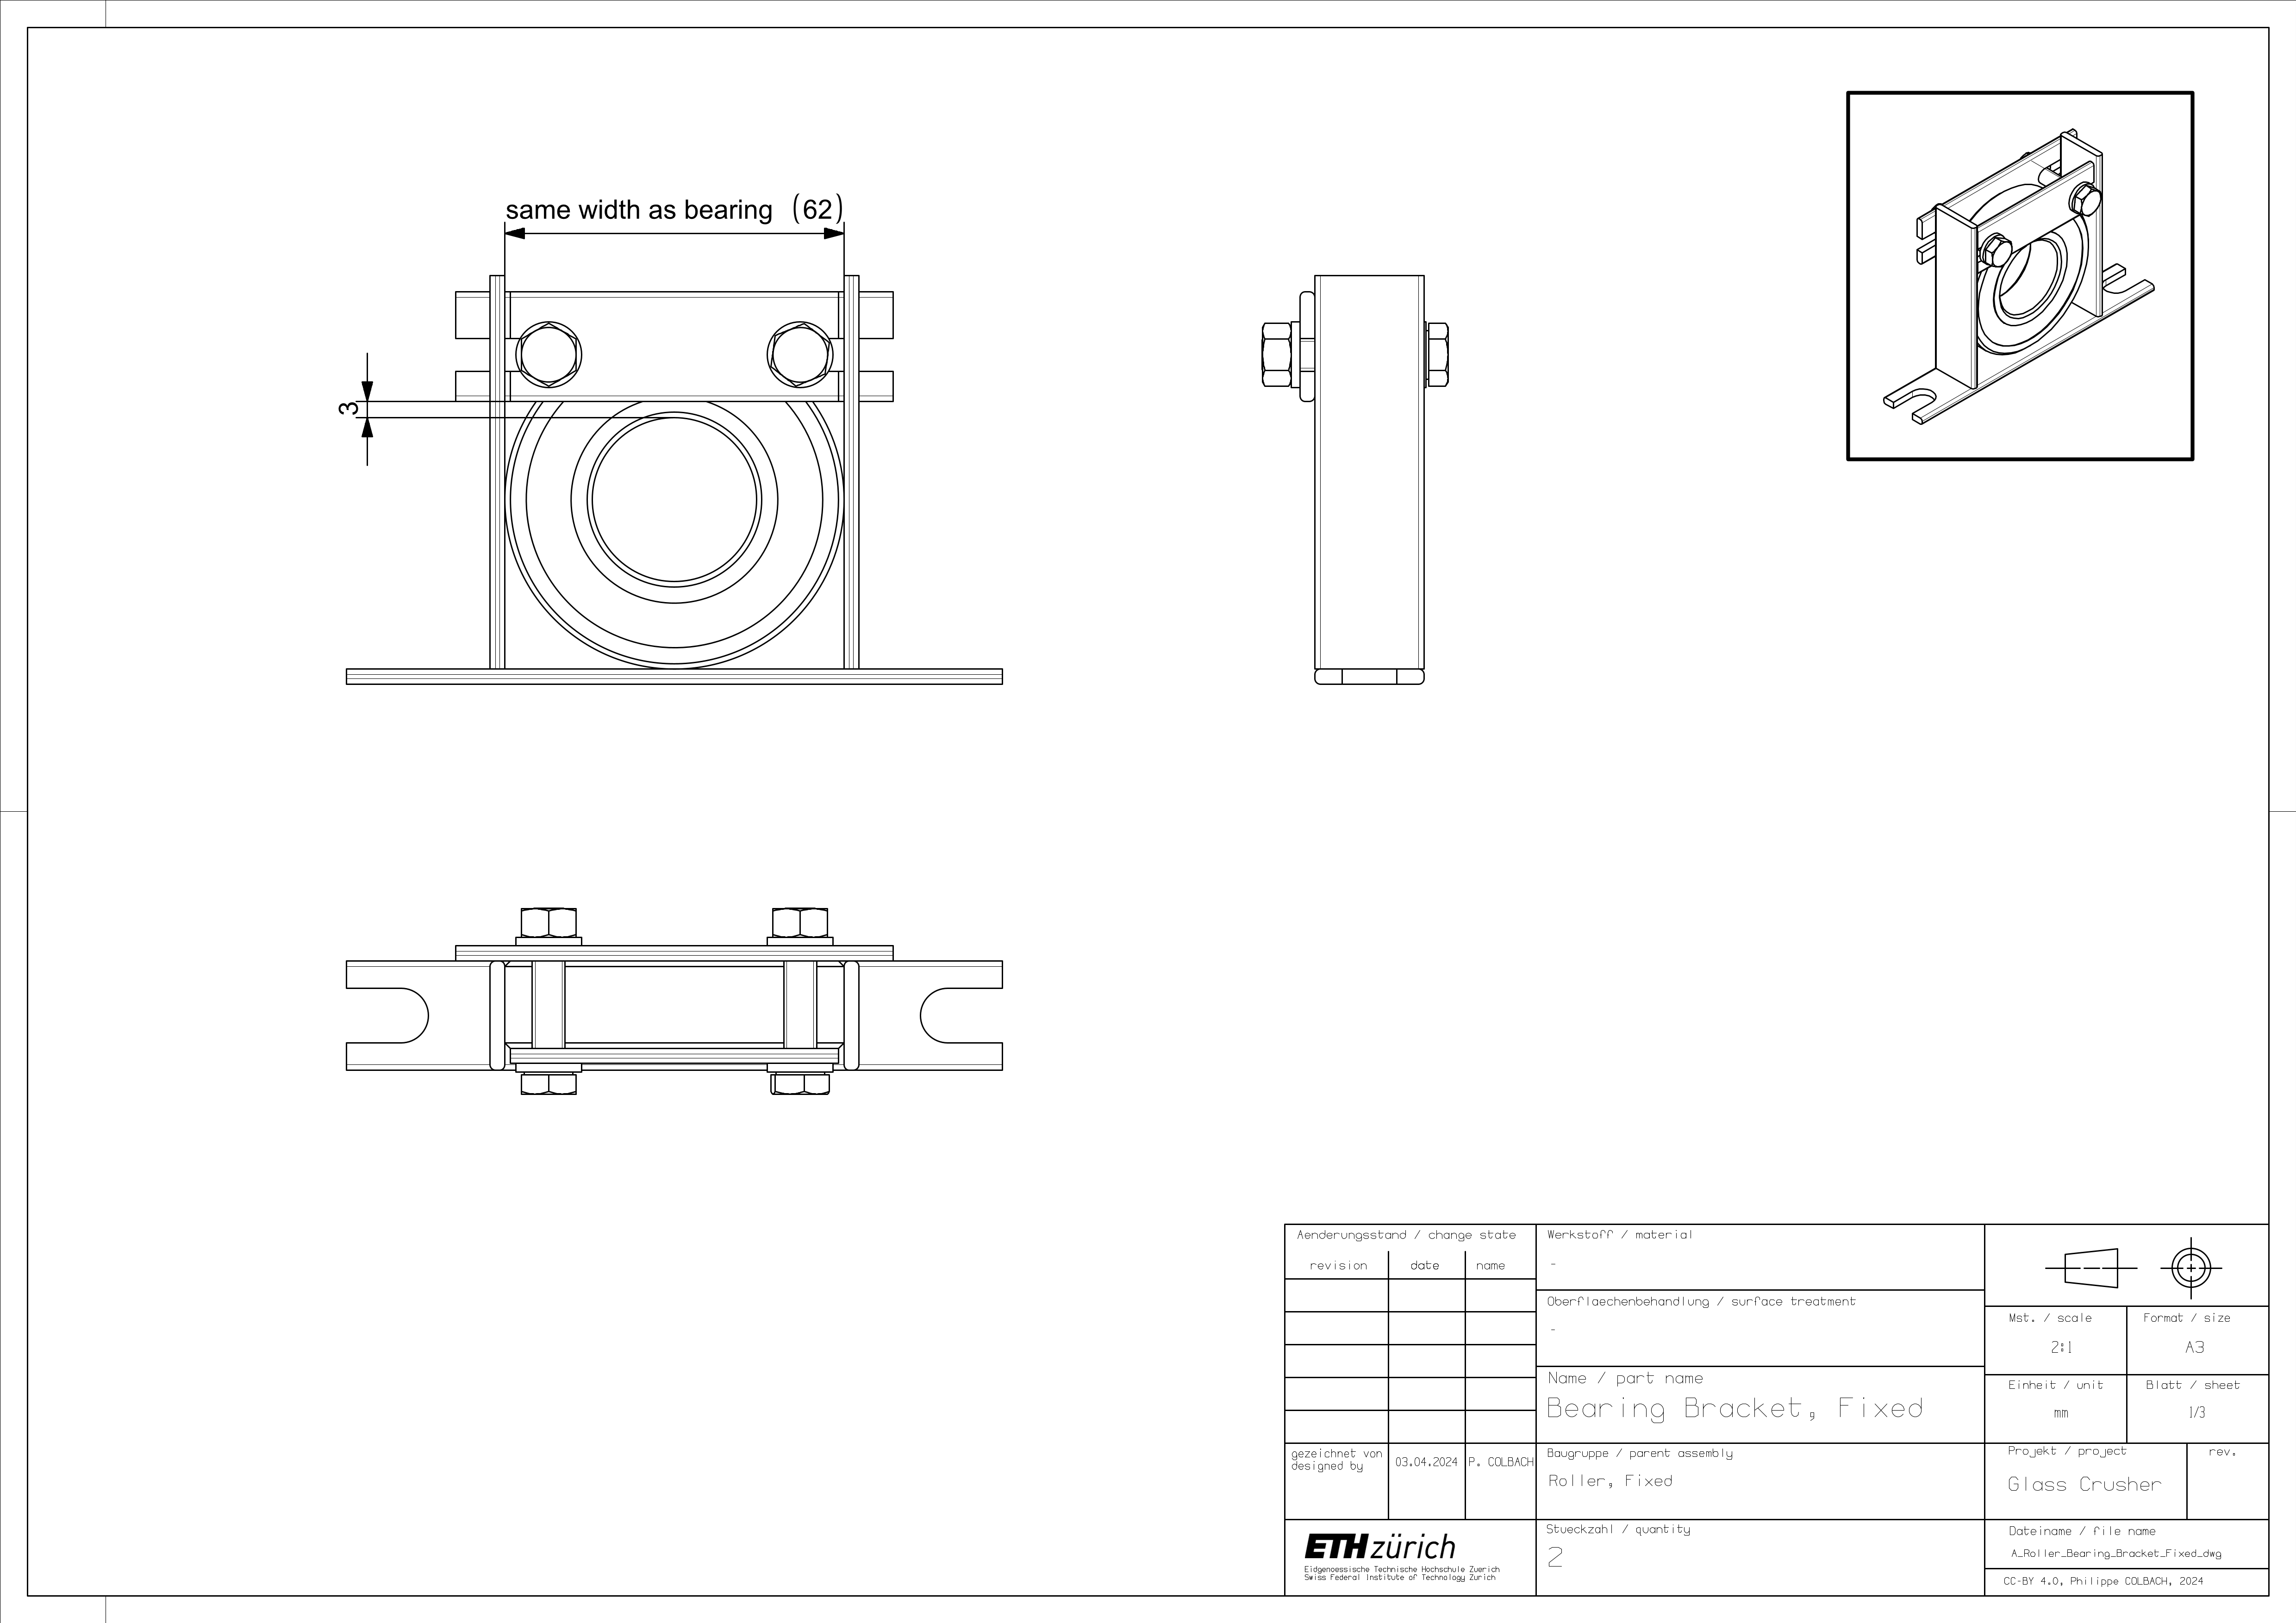 same width as bearing (62)
3
Aenderungsstand / change state
revision date name
gezeichnet von
designed by
03.04.2024
P. COLBACH
ETH zürich
Eidgenoessische Technische Hochschule Zuerich
Swiss Federal Institute of Technology Zurich
Werkstoff / material
-
Oberflaechenbehandlung / surface treatment
-
Name / part name
Bearing Bracket, Fixed
Baugruppe / parent assembly
Roller, Fixed
Stueckzahl / quantity
2
Mst. / scale
2:1
Format / size
A3
Einheit / unit
mm
Blatt / sheet
1/3
Projekt / project
Glass Crusher
rev.
Dateiname / file name
A_Roller_Bearing_Bracket_Fixed_dwg
CC-BY 4.0, Philippe COLBACH, 2024